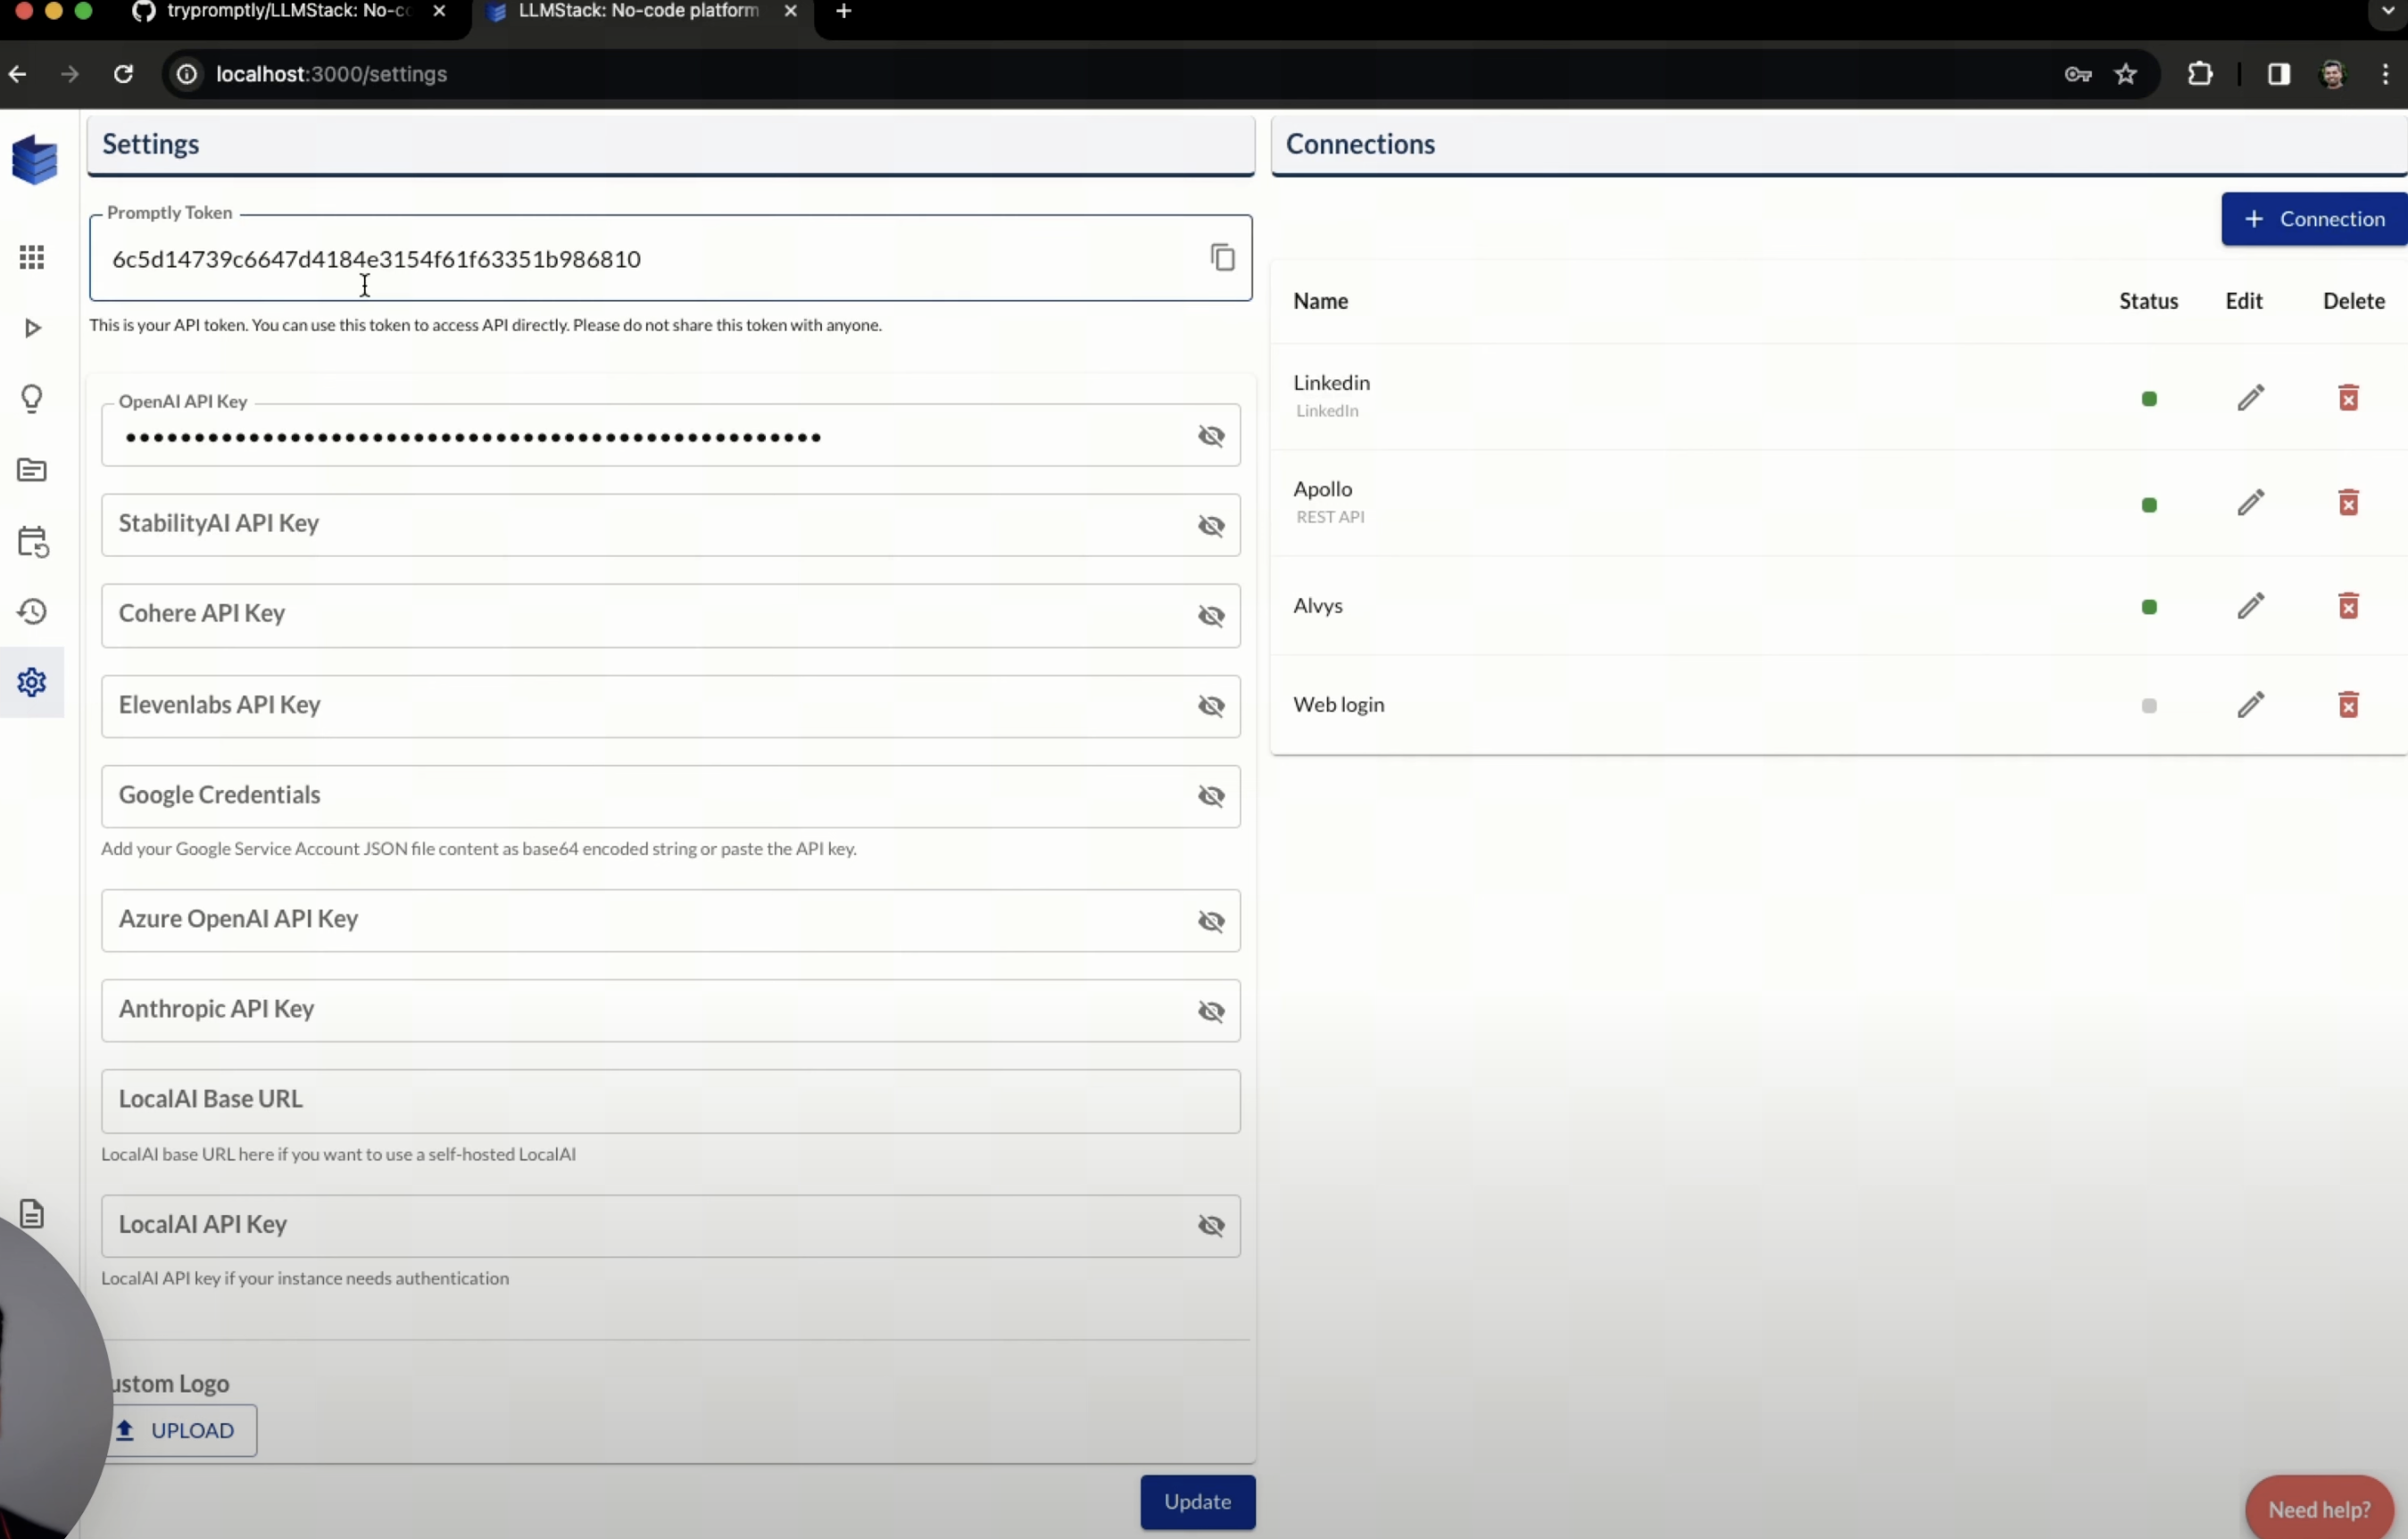 trypromptly/LLMStack: No-co
LLMStack: No-code platform
localhost:3000/settings
Settings
Promptly Token
6c5d14739c6647d4184e3154f61f63351b986810
This is your API token. You can use this token to access API directly. Please do not share this token with anyone.
OpenAI API Key
StabilityAI API Key
Cohere API Key
Elevenlabs API Key
Google Credentials
Add your Google Service Account JSON file content as base64 encoded string or paste the API key.
Azure OpenAI API Key
Anthropic API Key
LocalAI Base URL
LocalAI base URL here if you want to use a self-hosted LocalAI
LocalAI API Key
LocalAI API key if your instance needs authentication
ustom Logo
UPLOAD
Update
Connections
+ Connection
Name Status Edit Delete
Linkedin
LinkedIn
Apollo
REST API
Alvys
Web login
Need help?